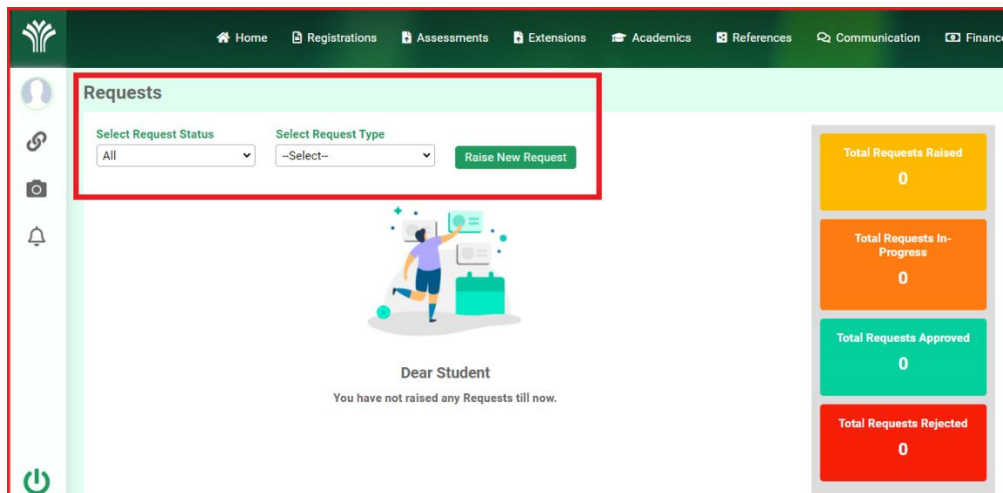 Home Registrations Assessments Extensions Academics References Communication Finance
Requests
Select Request Status Select Request Type
All --Select-- Raise New Request
Total Requests Raised
0
Total Requests In-
Progress
0
Total Requests Approved
0
Total Requests Rejected
0
Dear Student
You have not raised any Requests till now.